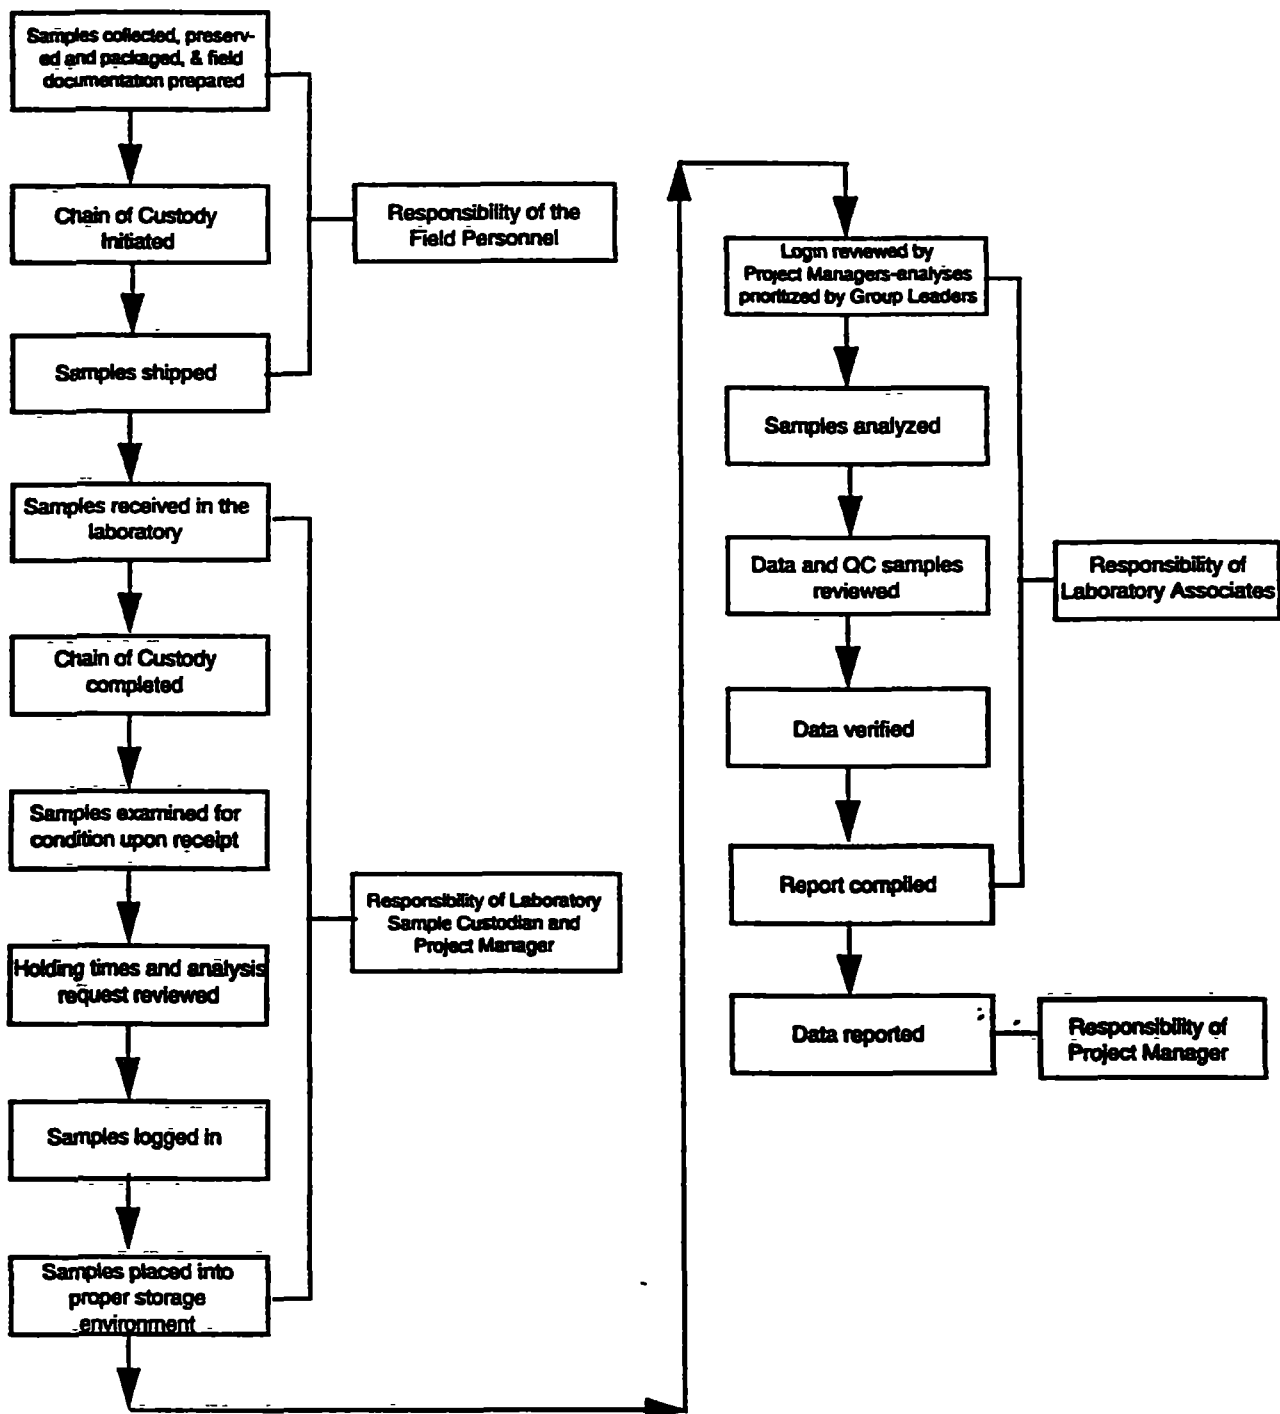 Samples collected, preserv-
ed and packaged, & field
documentation prepared
Chain of Custody
Initiated
Samples shipped
Responsibility of the
Field Personnel
Samples received in the
laboratory
Chain of Custody
completed
Samples examined for
condition upon receipt
Holding times and analysis
request reviewed
Samples logged in
Samples placed into
proper storage
environment
Responsibility of Laboratory
Sample Custodian and
Project Manager
Login reviewed by
Project Managers-analyses
prioritized by Group Leaders
Samples analyzed
Data and QC samples
reviewed
Data verified
Report compiled
Responsibility of
Laboratory Associates
Data reported
Responsibility of
Project Manager